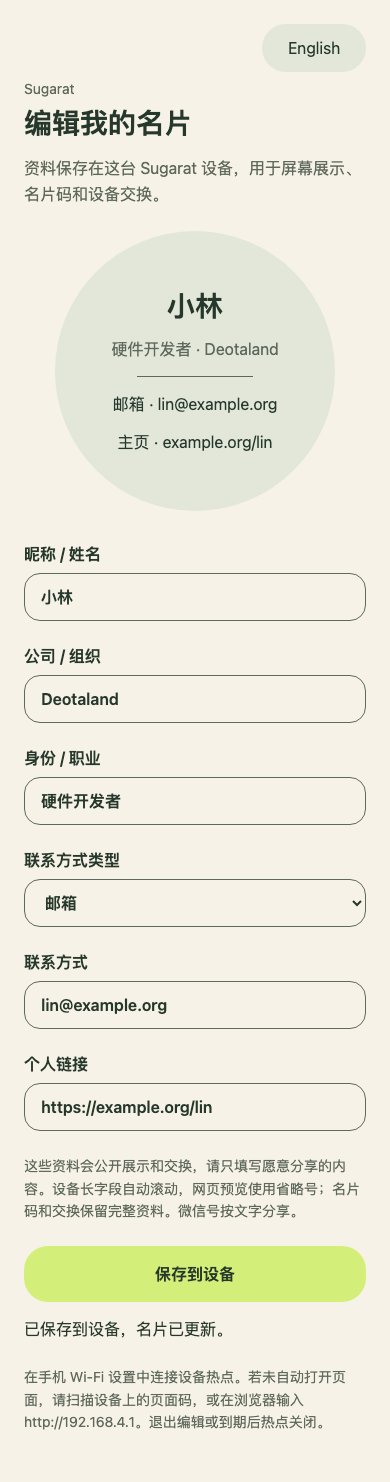 English
Sugarat
编辑我的名片
资料保存在这台 Sugarat 设备，用于屏幕展示、
名片码和设备交换。
小林
硬件开发者 · Deotaland
邮箱 · lin@example.org
主页 · example.org/lin
昵称 / 姓名
小林
公司 / 组织
Deotaland
身份 / 职业
硬件开发者
联系方式类型
邮箱
联系方式
lin@example.org
个人链接
https://example.org/lin
这些资料会公开展示和交换，请只填写愿意分享的内
容。设备长字段自动滚动，网页预览使用省略号；名片
码和交换保留完整资料。微信号按文字分享。
保存到设备
已保存到设备，名片已更新。
在手机 Wi-Fi 设置中连接设备热点。若未自动打开页
面，请扫描设备上的页面码，或在浏览器输入
http://192.168.4.1。退出编辑或到期后热点关闭。